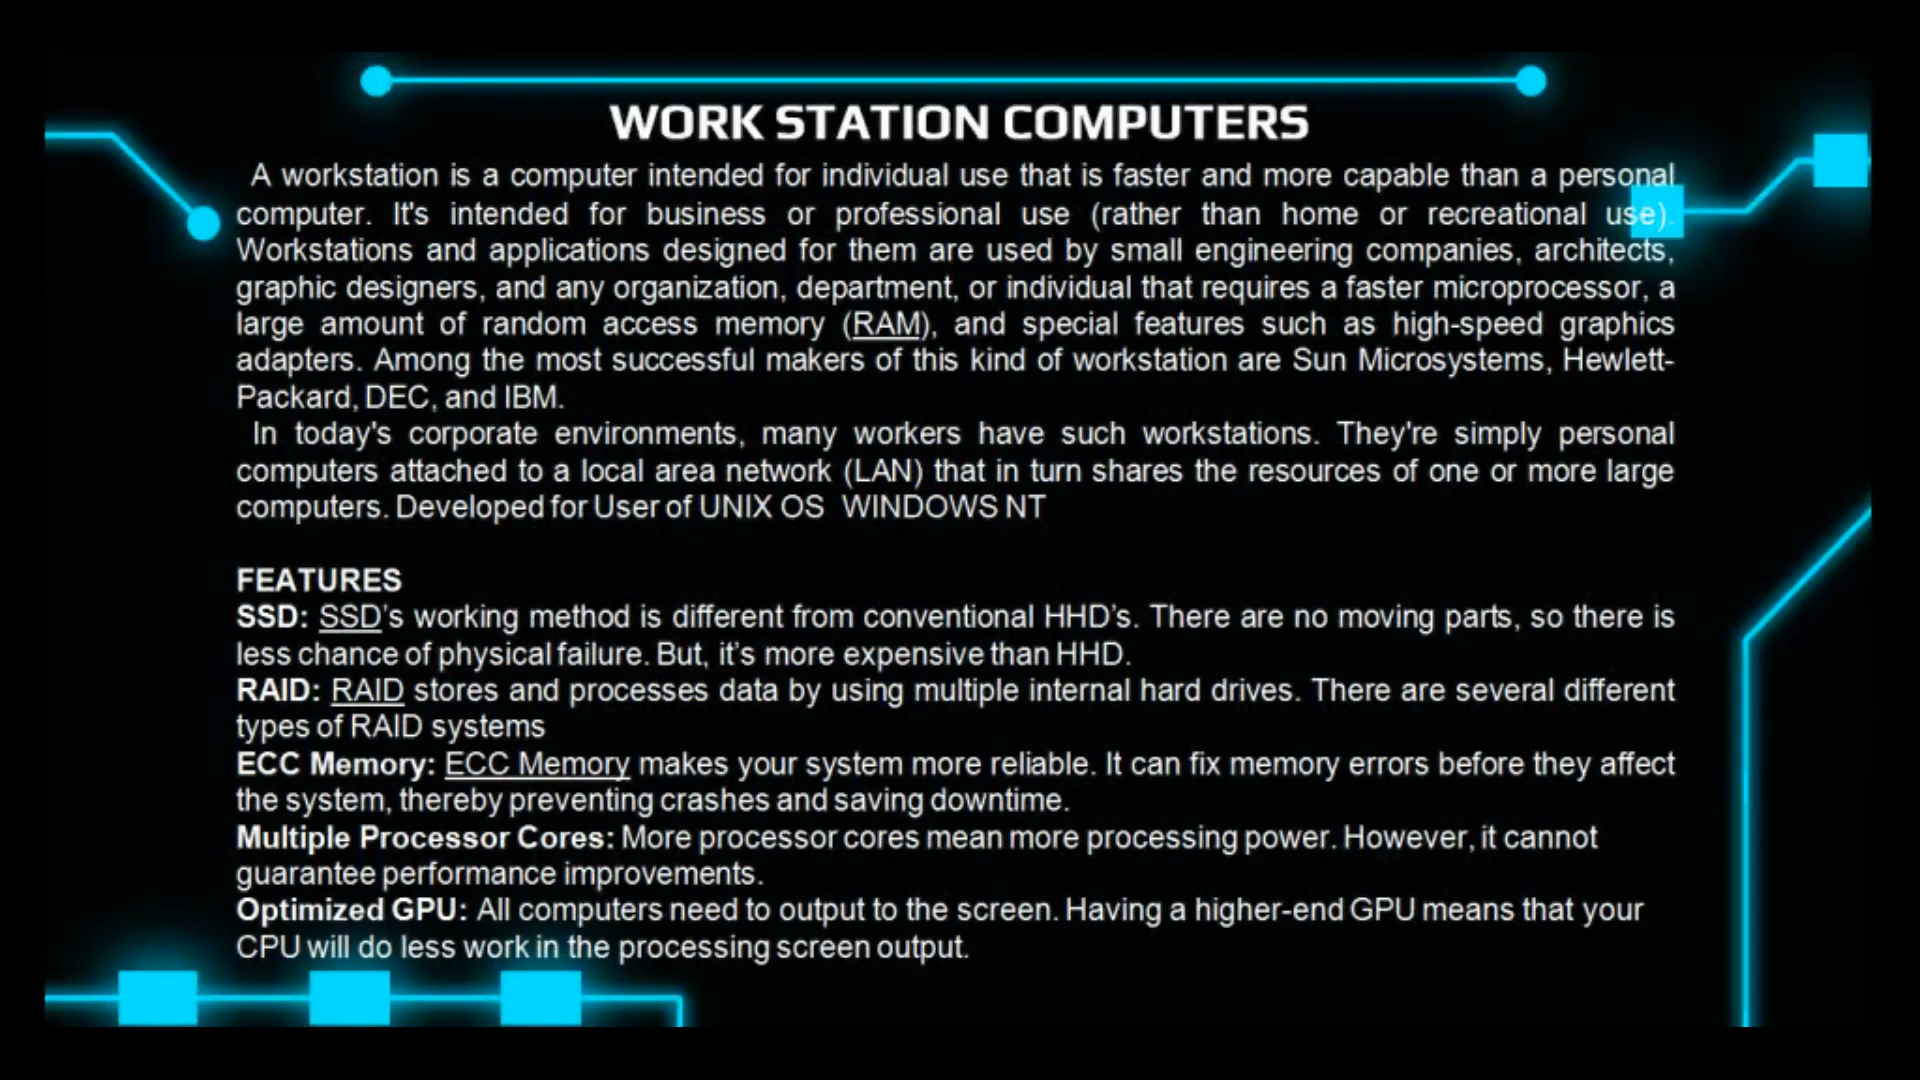 WORK STATION COMPUTERS
A workstation is a computer intended for individual use that is faster and more capable than a personal
computer. It's intended for business or professional use (rather than home or recreational use).
Workstations and applications designed for them are used by small engineering companies, architects,
graphic designers, and any organization, department, or individual that requires a faster microprocessor, a
large amount of random access memory (RAM), and special features such as high-speed graphics
adapters. Among the most successful makers of this kind of workstation are Sun Microsystems, Hewlett-
Packard, DEC, and IBM.
In today's corporate environments, many workers have such workstations. They're simply personal
computers attached to a local area network (LAN) that in turn shares the resources of one or more large
computers. Developed for User of UNIX OS  WINDOWS NT
FEATURES
SSD: SSD’s working method is different from conventional HHD’s. There are no moving parts, so there is
less chance of physical failure. But, it’s more expensive than HHD.
RAID: RAID stores and processes data by using multiple internal hard drives. There are several different
types of RAID systems
ECC Memory: ECC Memory makes your system more reliable. It can fix memory errors before they affect
the system, thereby preventing crashes and saving downtime.
Multiple Processor Cores: More processor cores mean more processing power. However, it cannot
guarantee performance improvements.
Optimized GPU: All computers need to output to the screen. Having a higher-end GPU means that your
CPU will do less work in the processing screen output.